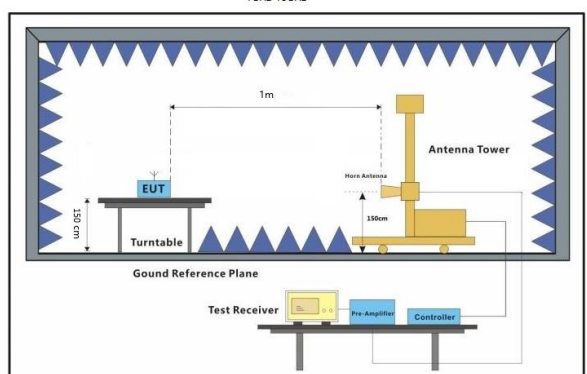 1m
Antenna Tower
Horn Antenna
EUT
150 cm
150cm
Turntable
Gound Reference Plane
Test Receiver
Pre-Amplifier
Controller